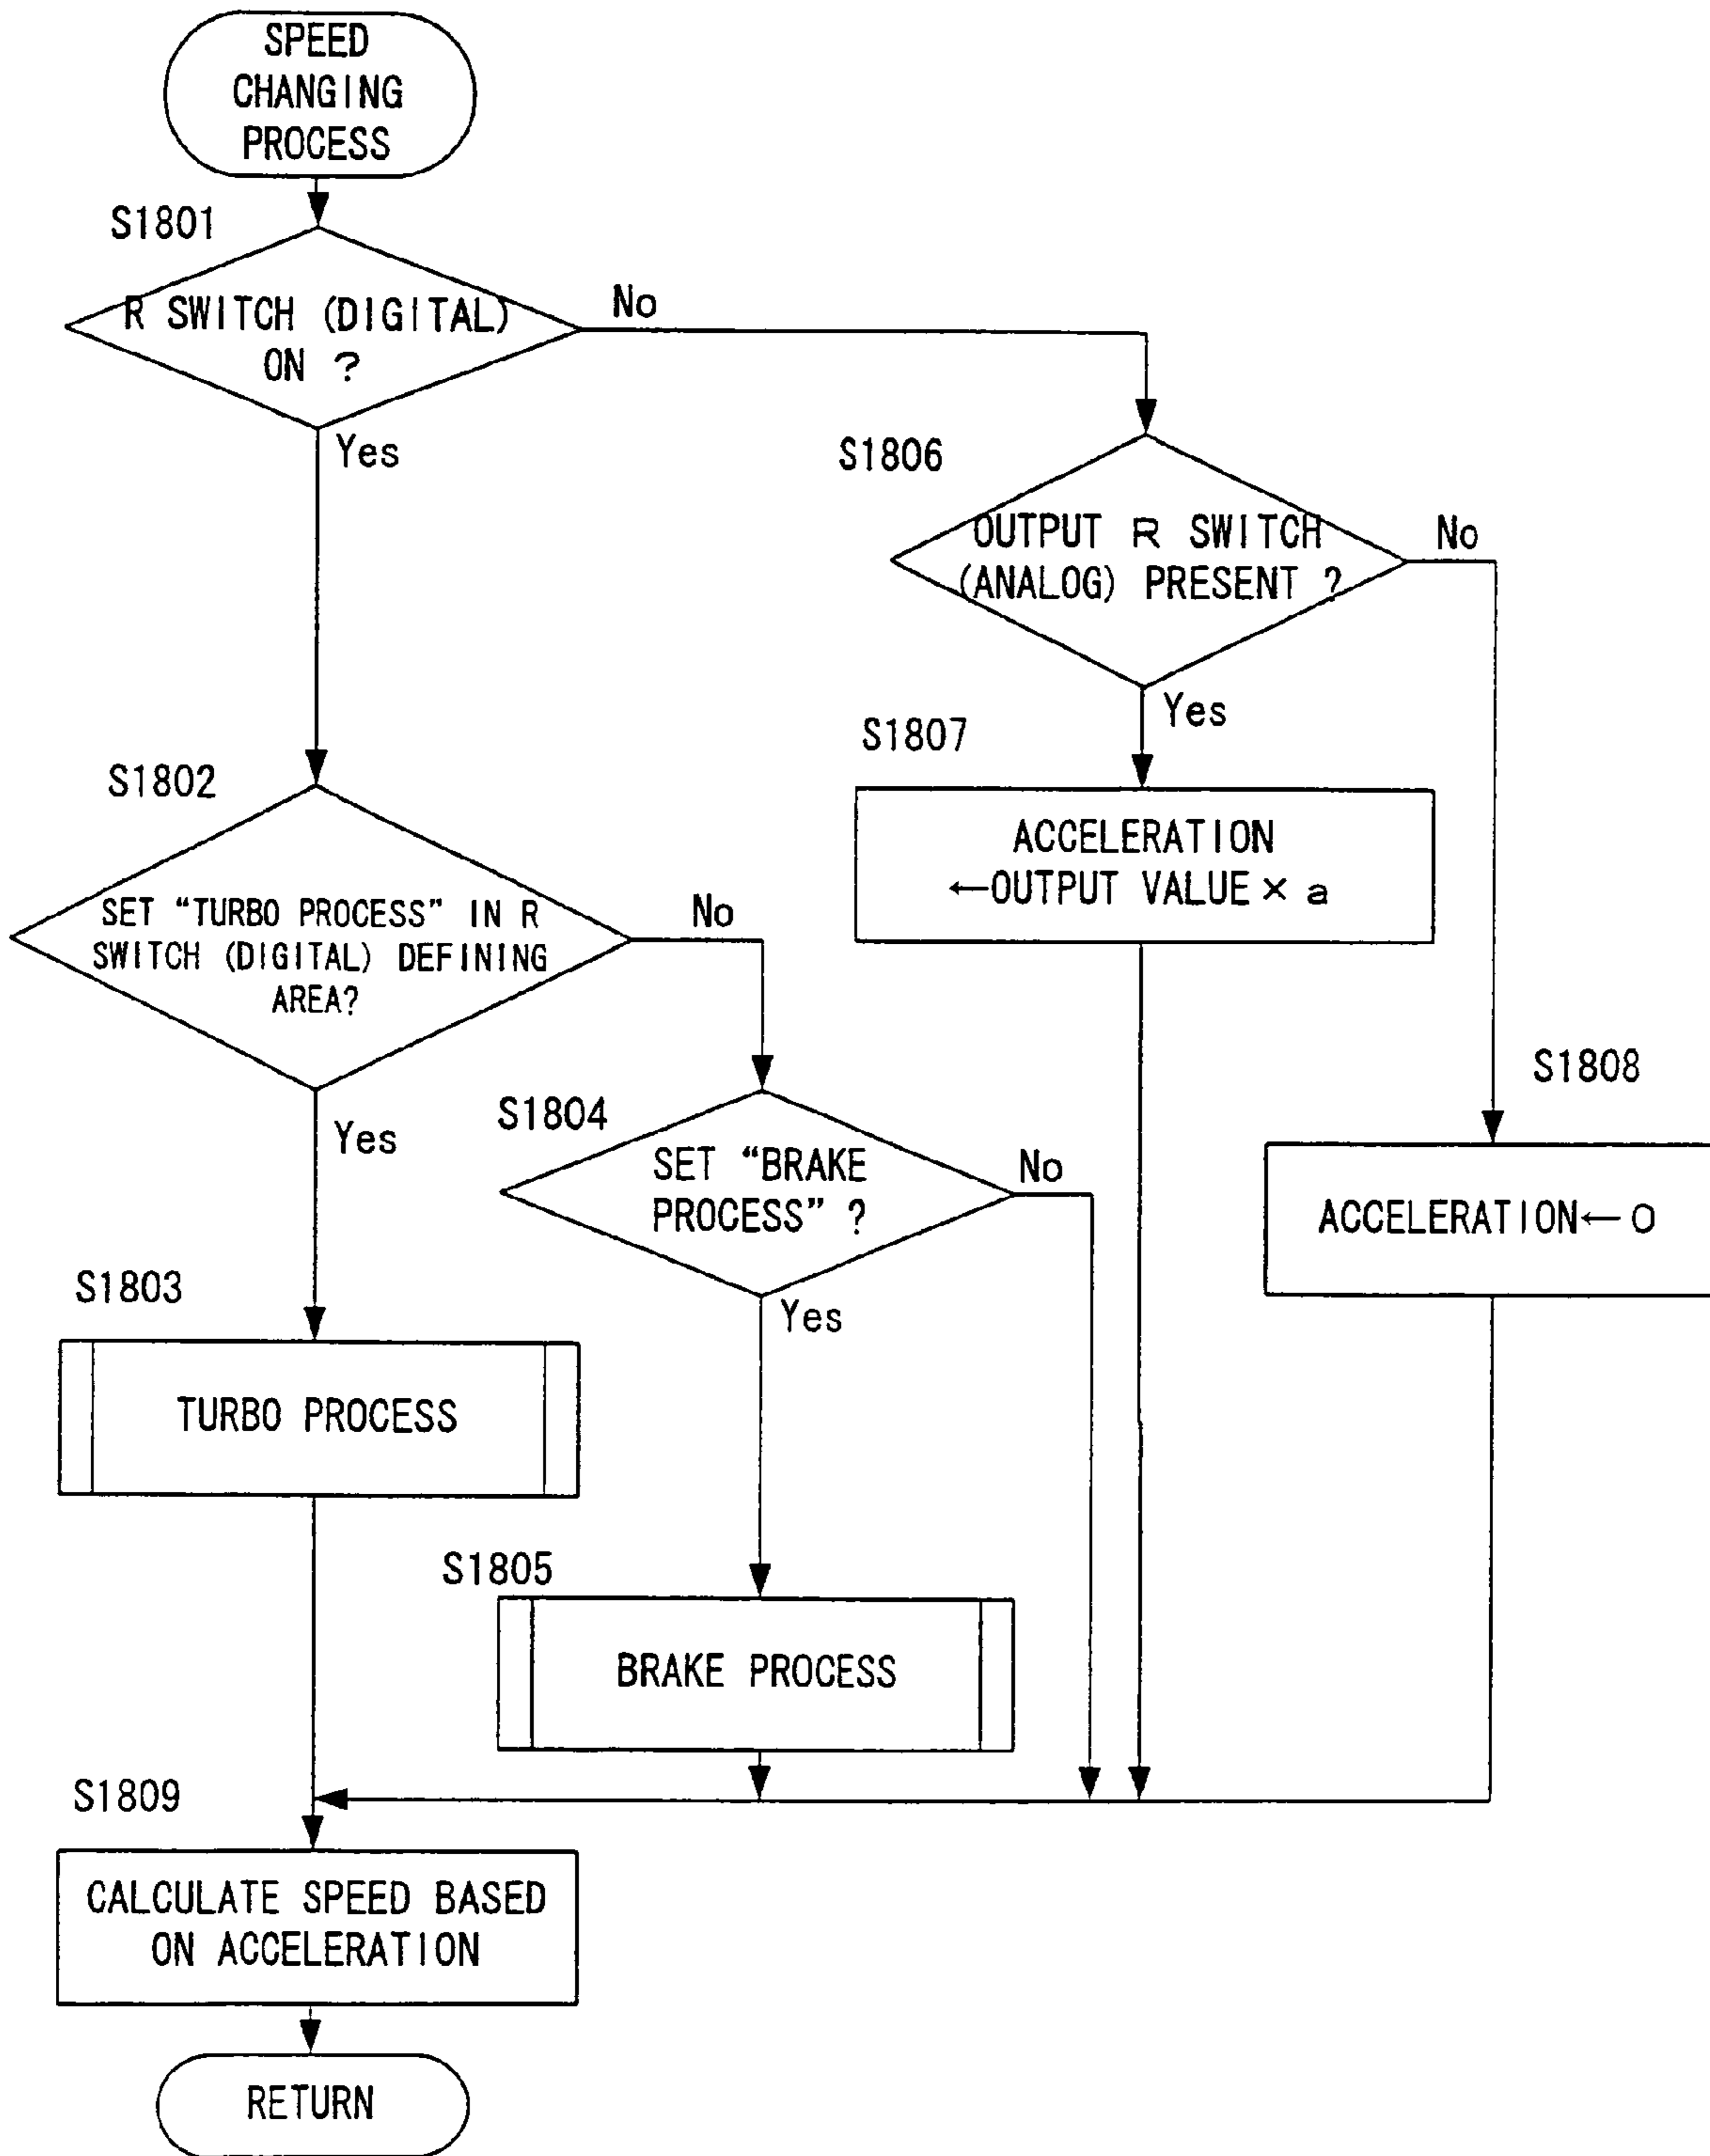 SPEED
CHANGING
PROCESS
S1801
R SWITCH (DIGITAL)
ON ?
No
Yes
S1806
OUTPUT R SWITCH
(ANALOG) PRESENT ?
No
Yes
S1807
ACCELERATION
←OUTPUT VALUE × a
S1802
SET “TURBO PROCESS” IN R
SWITCH (DIGITAL) DEFINING
AREA?
No
Yes
S1804
SET “BRAKE
PROCESS” ?
No
Yes
S1808
ACCELERATION← 0
S1803
TURBO PROCESS
S1805
BRAKE PROCESS
S1809
CALCULATE SPEED BASED
ON ACCELERATION
RETURN